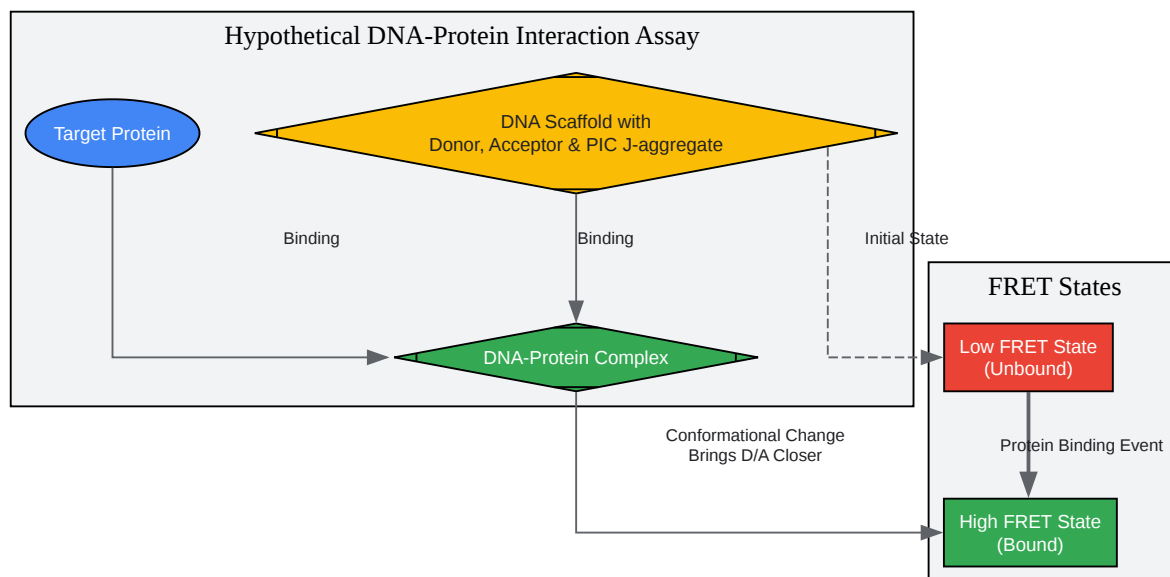 Hypothetical DNA-Protein Interaction Assay
Target Protein
DNA Scaffold with
Donor, Acceptor & PIC J-aggregate
Binding
Binding
Initial State
FRET States
DNA-Protein Complex
Low FRET State
(Unbound)
Conformational Change
Brings D/A Closer
Protein Binding Event
High FRET State
(Bound)